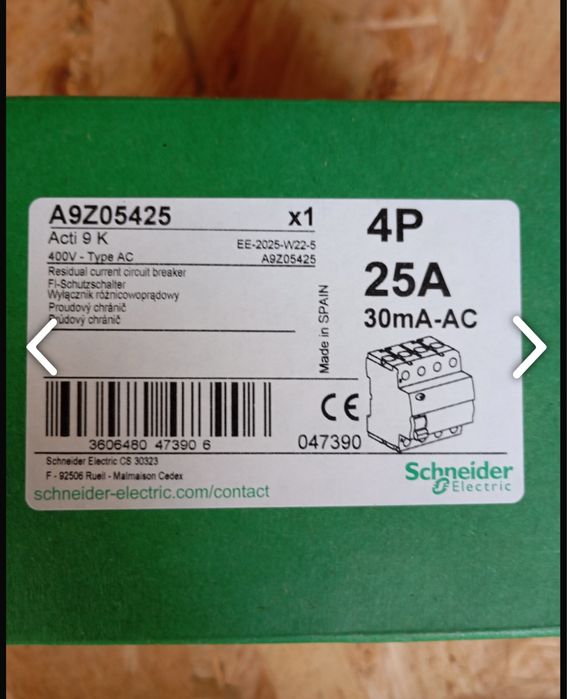 A9Z05425 x1
Acti 9 K
EE-2025-W22-5
400V - Type AC A9Z05425
Residual current circuit breaker
FI-Schutzschalter
Wyłącznik różnicowoprądowy
Proudový chránič
Prúdový chránič
Made in SPAIN
4P
25A
30mA-AC
CE
3606480 47390 6
047390
Schneider Electric CS 30323
F - 92506 Rueil - Malmaison Cedex
schneider-electric.com/contact
Schneider
Electric